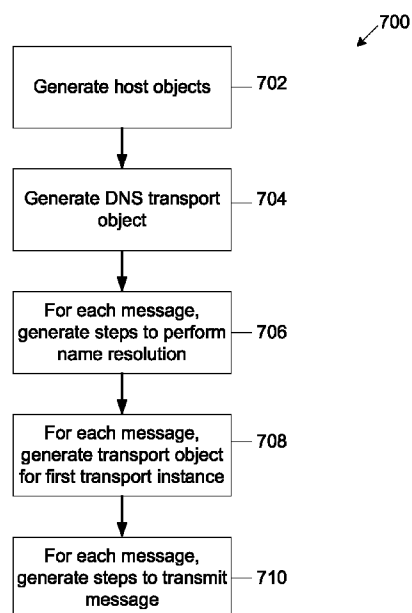 700
Generate host objects
702
Generate DNS transport
object
704
For each message,
generate steps to perform
name resolution
706
For each message,
generate transport object
for first transport instance
708
For each message,
generate steps to transmit
message
710